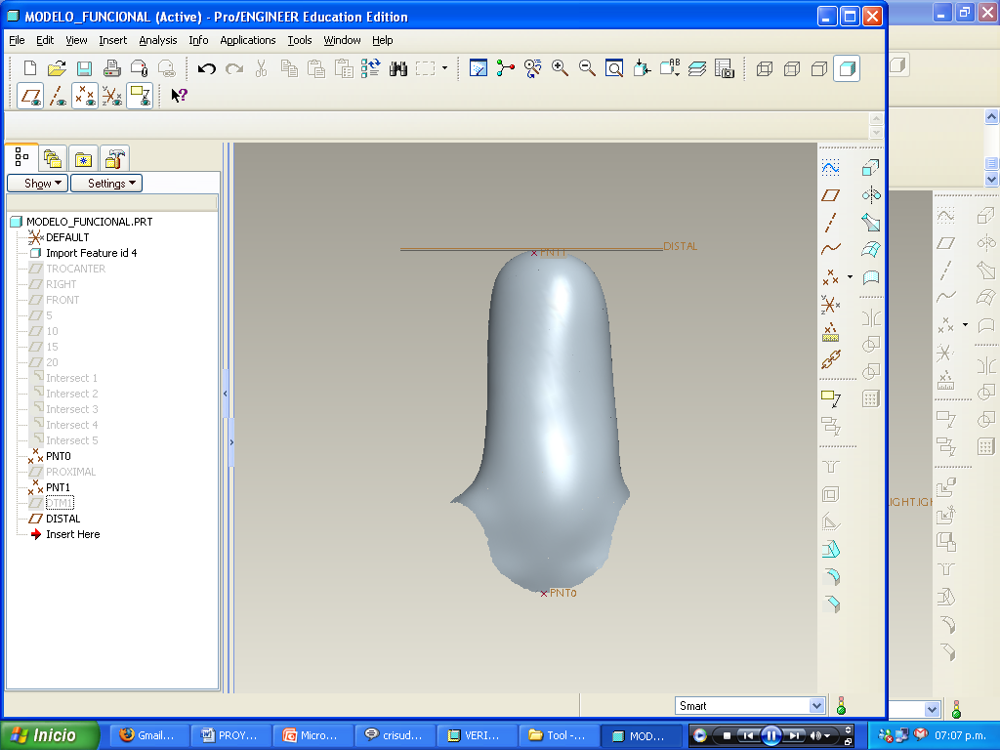 MODELO_FUNCIONAL (Active) - Pro/ENGINEER Education Edition
File Edit View Insert Analysis Info Applications Tools Window Help
Show Settings
MODELO_FUNCIONAL.PRT
DEFAULT
Import Feature id 4
TROCANTER
RIGHT
FRONT
5
10
15
20
Intersect 1
Intersect 2
Intersect 3
Intersect 4
Intersect 5
PNT0
PROXIMAL
PNT1
DTM1
DISTAL
Insert Here
DISTAL
PNT1
PNT0
Smart
Inicio
Gmail...
PROY...
Micro...
crisud...
VERI...
Tool -...
MOD...
07:07 p.m.